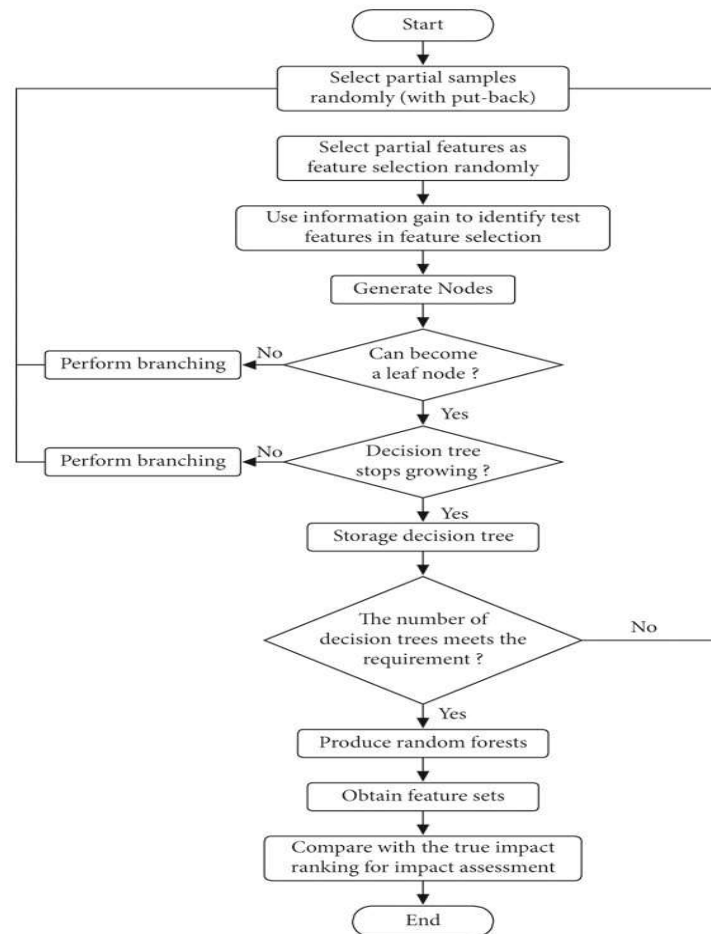 Start
Select partial samples
randomly (with put-back)
Select partial features as
feature selection randomly
Use information gain to identify test
features in feature selection
Generate Nodes
Can become
a leaf node ?
No
Perform branching
Yes
Decision tree
stops growing ?
No
Perform branching
Yes
Storage decision tree
The number of
decision trees meets the
requirement ?
No
Yes
Produce random forests
Obtain feature sets
Compare with the true impact
ranking for impact assessment
End